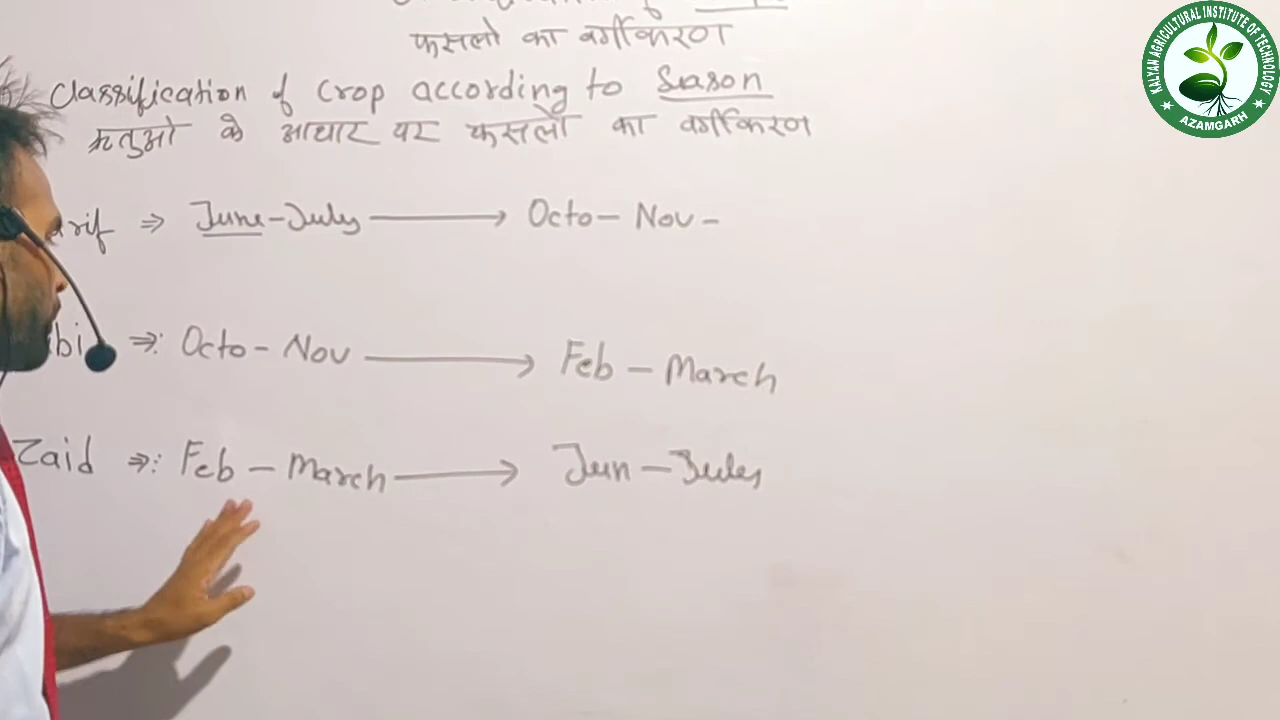 फसलो का वर्गीकरण
Classification of crop according to Season
ऋतुओ के आधार पर फसलो का वर्गीकरण
arif ⇒ June-July → Octo - Nov -
bi ⇒: Octo - Nov → Feb - March
Zaid ⇒: Feb - March → Jun - July
KALYAN AGRICULTURAL INSTITUTE OF TECHNOLOGY
AZAMGARH